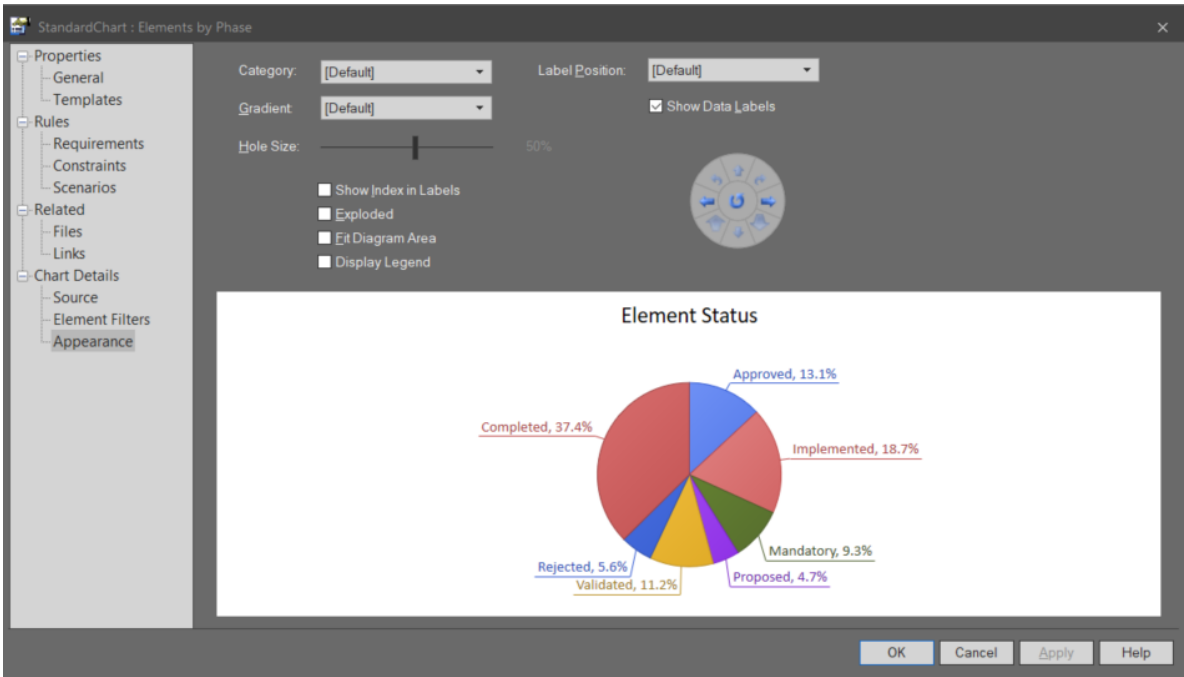 StandardChart : Elements by Phase
Properties
General
Templates
Rules
Requirements
Constraints
Scenarios
Related
Files
Links
Chart Details
Source
Element Filters
Appearance
Category: [Default] Label Position: [Default]
Gradient: [Default] Show Data Labels
Hole Size: 50%
Show Index in Labels
Exploded
Fit Diagram Area
Display Legend
Element Status
Approved, 13.1%
Completed, 37.4%
Implemented, 18.7%
Mandatory, 9.3%
Rejected, 5.6%
Proposed, 4.7%
Validated, 11.2%
OK Cancel Apply Help